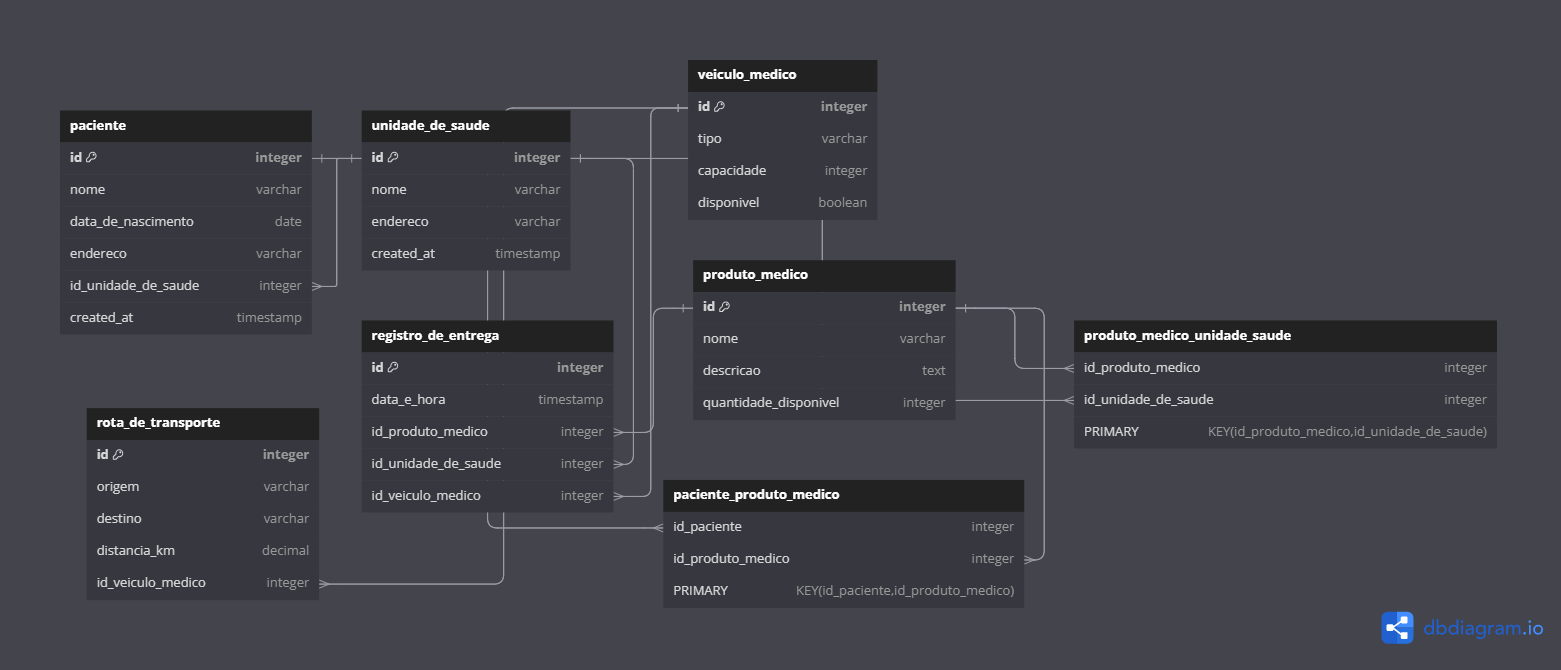 paciente
id integer
nome varchar
data_de_nascimento date
endereco varchar
id_unidade_de_saude integer
created_at timestamp
unidade_de_saude
id integer
nome varchar
endereco varchar
created_at timestamp
veiculo_medico
id integer
tipo varchar
capacidade integer
disponivel boolean
produto_medico
id integer
nome varchar
descricao text
quantidade_disponivel integer
registro_de_entrega
id integer
data_e_hora timestamp
id_produto_medico integer
id_unidade_de_saude integer
id_veiculo_medico integer
produto_medico_unidade_saude
id_produto_medico integer
id_unidade_de_saude integer
PRIMARY KEY(id_produto_medico,id_unidade_de_saude)
rota_de_transporte
id integer
origem varchar
destino varchar
distancia_km decimal
id_veiculo_medico integer
paciente_produto_medico
id_paciente integer
id_produto_medico integer
PRIMARY KEY(id_paciente,id_produto_medico)
dbdiagram.io